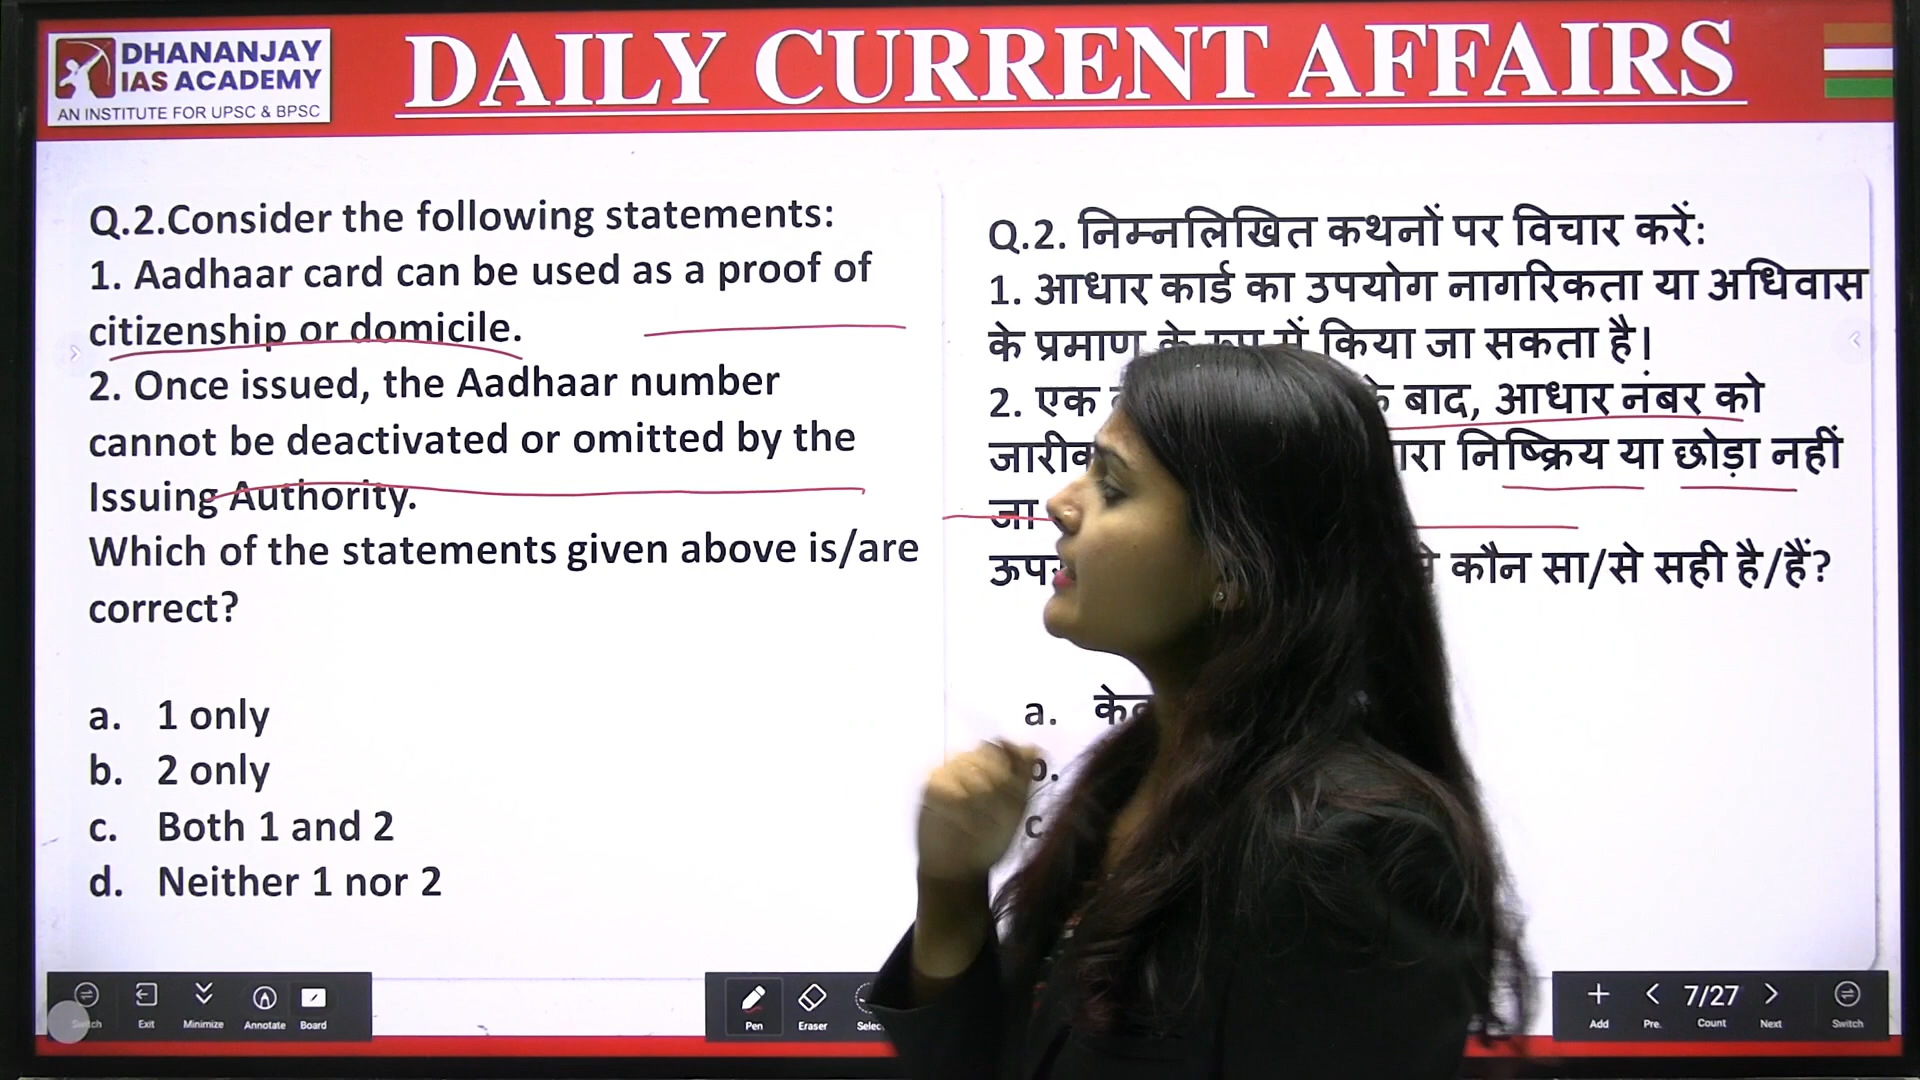 DHANANJAY
IAS ACADEMY
AN INSTITUTE FOR UPSC & BPSC
DAILY CURRENT AFFAIRS
Q.2.Consider the following statements:
1. Aadhaar card can be used as a proof of
citizenship or domicile.
2. Once issued, the Aadhaar number
cannot be deactivated or omitted by the
Issuing Authority.
Which of the statements given above is/are
correct?
a. 1 only
b. 2 only
c. Both 1 and 2
d. Neither 1 nor 2
Q.2. निम्नलिखित कथनों पर विचार करें:
1. आधार कार्ड का उपयोग नागरिकता या अधिवास
के प्रमाण के रूप में किया जा सकता है।
2. एक बाद, आधार नंबर को
निष्क्रिय या छोड़ा नहीं
जा
कौन सा/से सही है/हैं?
a.
b.
c.
Switch Exit Minimize Annotate Board
Pen Eraser
Add Pre. 7/27 Count Next Switch